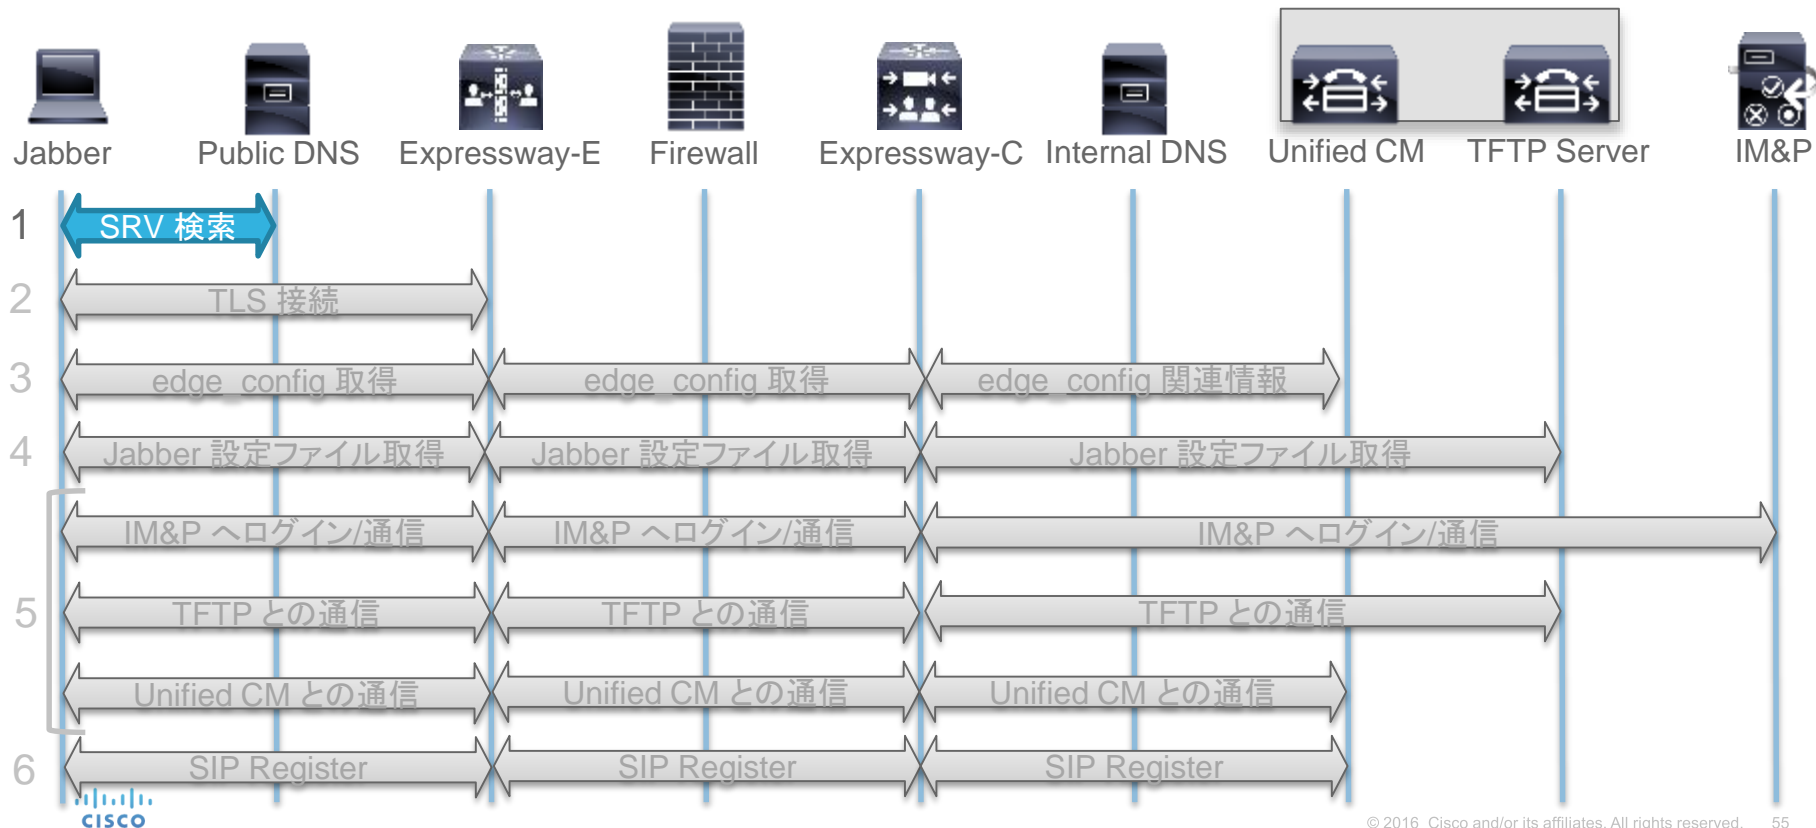 Jabber Public DNS Expressway-E Firewall Expressway-C Internal DNS Unified CM TFTP Server IM&P
1 SRV 検索
2 TLS 接続
3 edge_config 取得 edge_config 取得 edge_config 関連情報
4 Jabber 設定ファイル取得 Jabber 設定ファイル取得 Jabber 設定ファイル取得
IM&P へログイン/通信 IM&P へログイン/通信 IM&P へログイン/通信
5 TFTP との通信 TFTP との通信 TFTP との通信
Unified CM との通信 Unified CM との通信 Unified CM との通信
6 SIP Register SIP Register SIP Register
CISCO
© 2016 Cisco and/or its affiliates. All rights reserved. 55